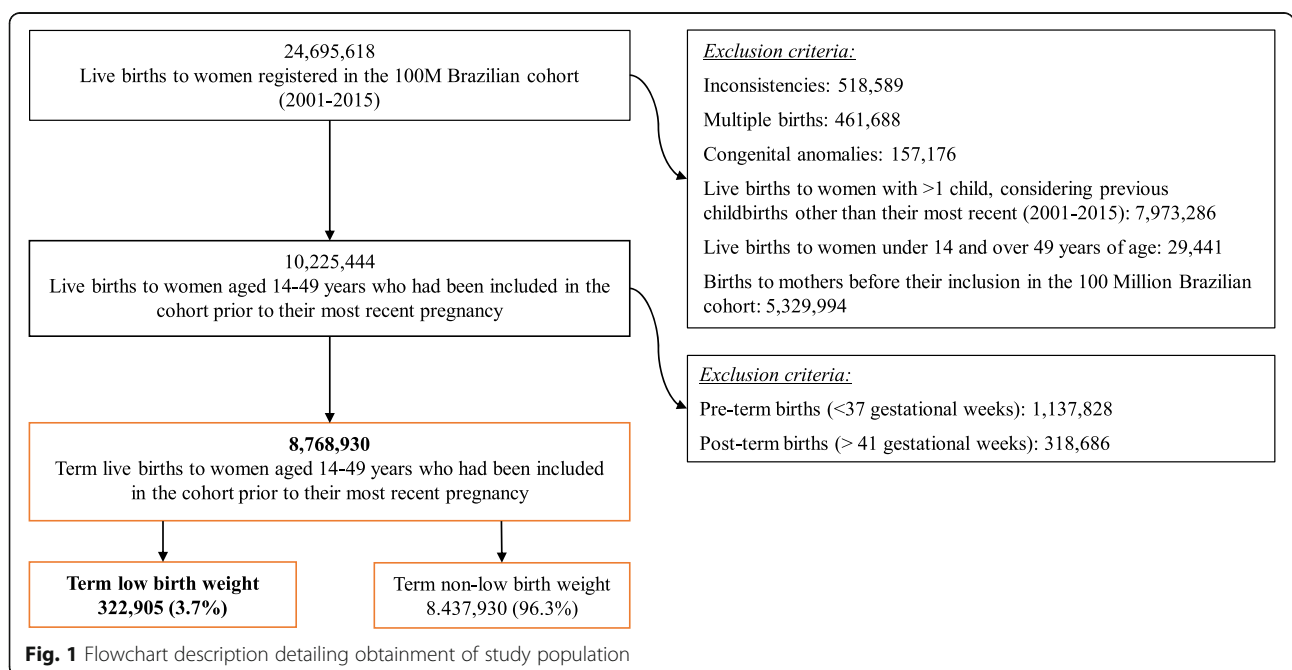 24,695,618
Live births to women registered in the 100M Brazilian cohort
(2001-2015)
Exclusion criteria:
Inconsistencies: 518,589
Multiple births: 461,688
Congenital anomalies: 157,176
Live births to women with >1 child, considering previous
childbirths other than their most recent (2001-2015): 7,973,286
Live births to women under 14 and over 49 years of age: 29,441
Births to mothers before their inclusion in the 100 Million Brazilian
cohort: 5,329,994
10,225,444
Live births to women aged 14-49 years who had been included in the
cohort prior to their most recent pregnancy
Exclusion criteria:
Pre-term births (<37 gestational weeks): 1,137,828
Post-term births (> 41 gestational weeks): 318,686
8,768,930
Term live births to women aged 14-49 years who had been included
in the cohort prior to their most recent pregnancy
Term low birth weight
322,905 (3.7%)
Term non-low birth weight
8.437,930 (96.3%)
Fig. 1 Flowchart description detailing obtainment of study population